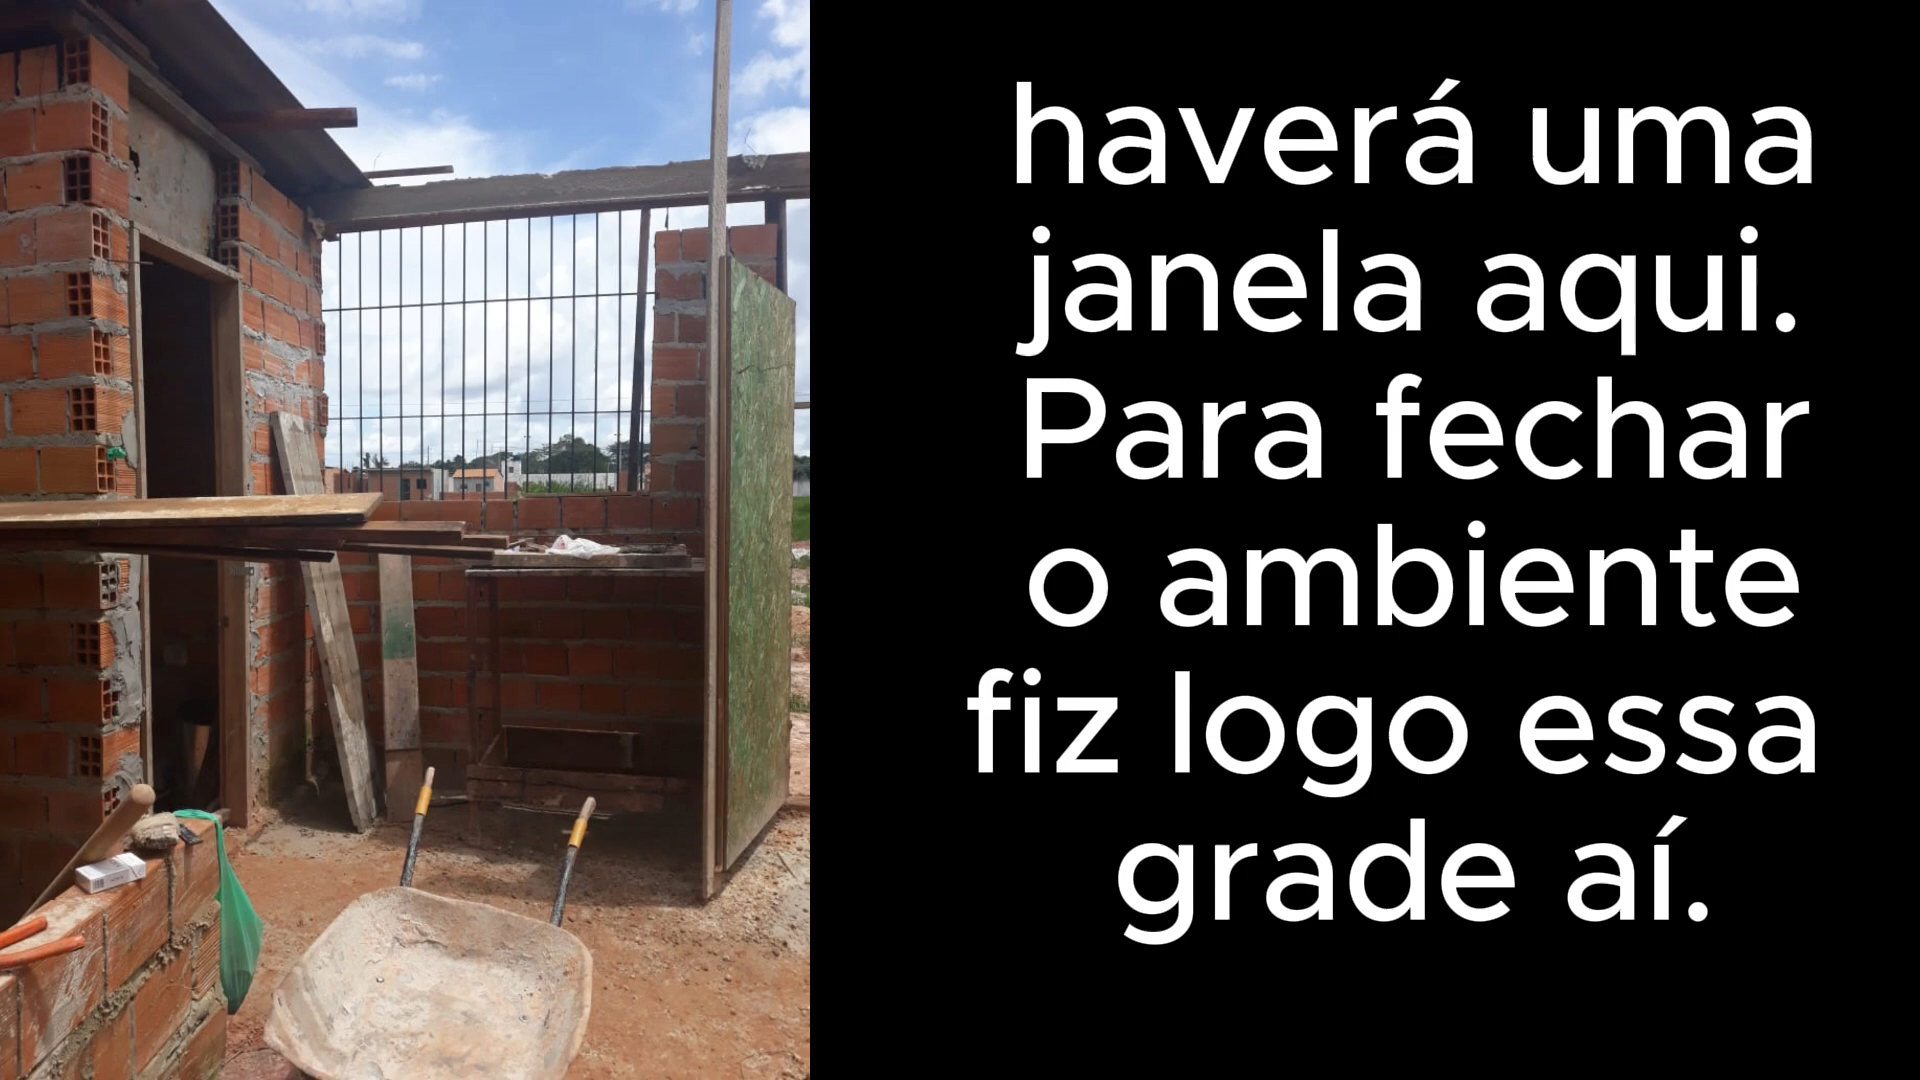 haverá uma
janela aqui.
Para fechar
o ambiente
fiz logo essa
grade aí.